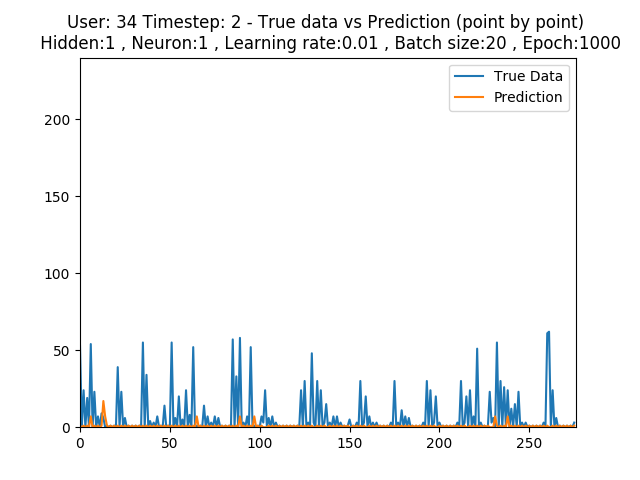 User: 34 Timestep: 2 - True data vs Prediction (point by point)
Hidden:1 , Neuron:1 , Learning rate:0.01 , Batch size:20 , Epoch:1000
True Data
Prediction
200
150
100
50
0
0 50 100 150 200 250